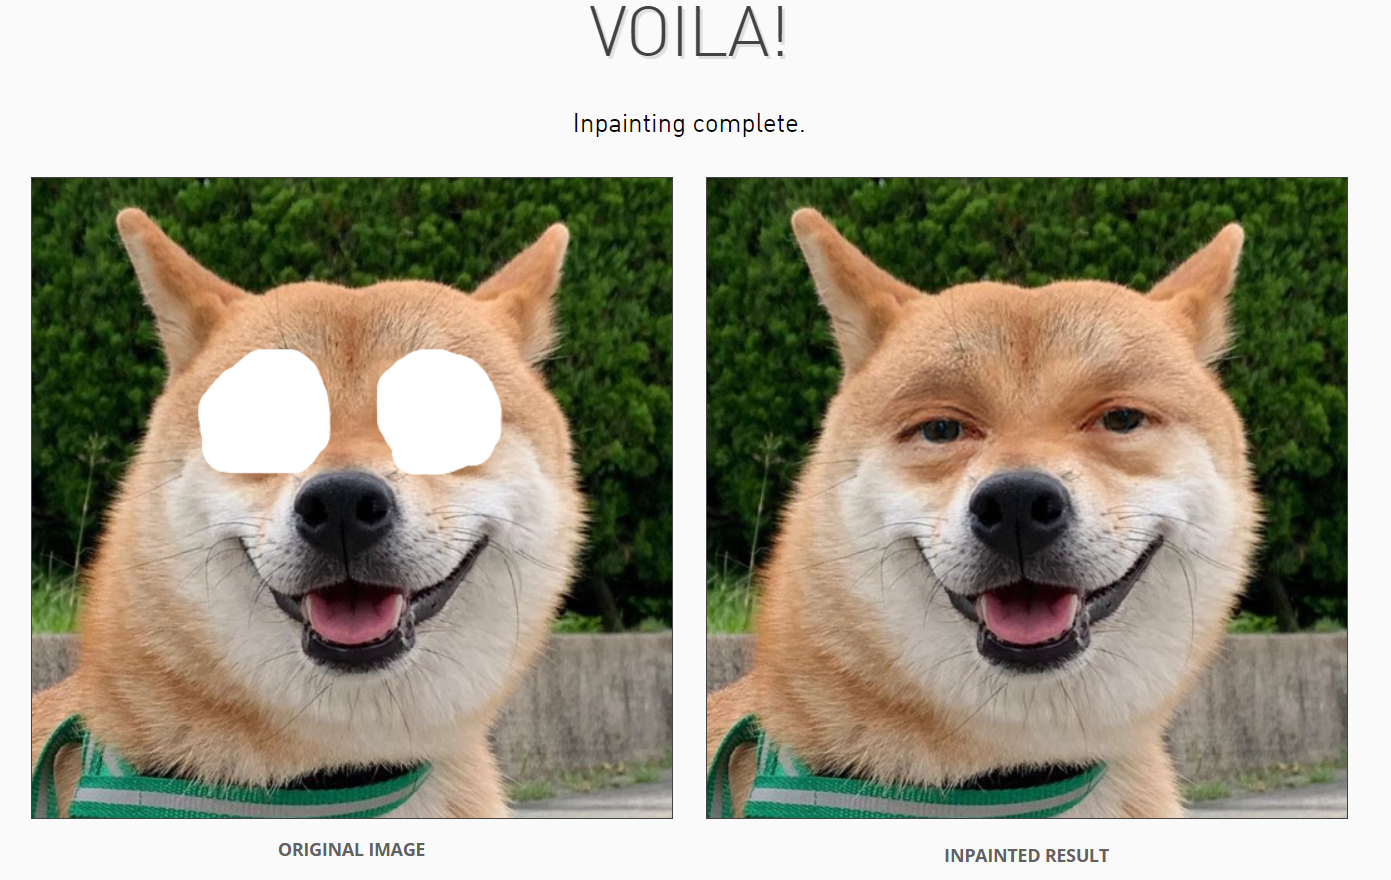 VOILA!
Inpainting complete.
ORIGINAL IMAGE
INPAINTED RESULT